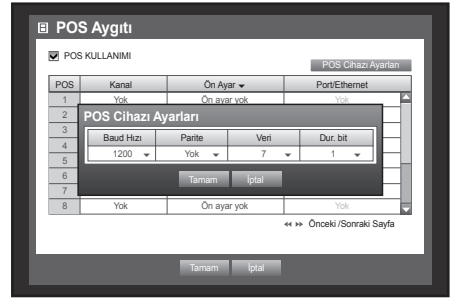 POS Aygıtı
POS KULLANIMI
POS Cihazı Ayarları
POS Kanal Ön Ayar Port/Ethernet
1 Yok Ön ayar yok Yok
2
POS Cihazı Ayarları
3
Baud Hızı Parite Veri Dur. bit
4
1200 Yok 7 1
5
6
Tamam İptal
7
8 Yok Ön ayar yok Yok
Önceki /Sonraki Sayfa
Tamam İptal